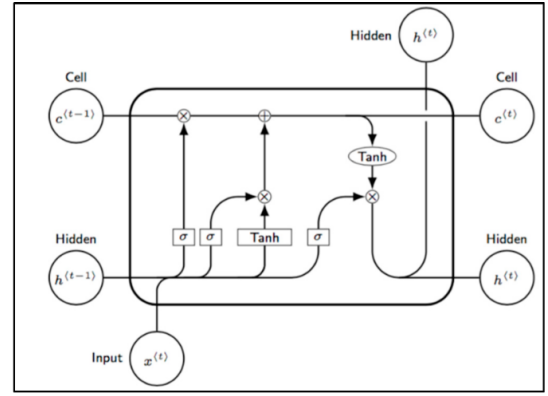 Hidden h⟨t⟩
Cell Cell
c⟨t−1⟩ ⊗ ⊕ c⟨t⟩
Tanh
⊗ ⊗
Hidden σ σ Tanh σ Hidden
h⟨t−1⟩ h⟨t⟩
Input x⟨t⟩